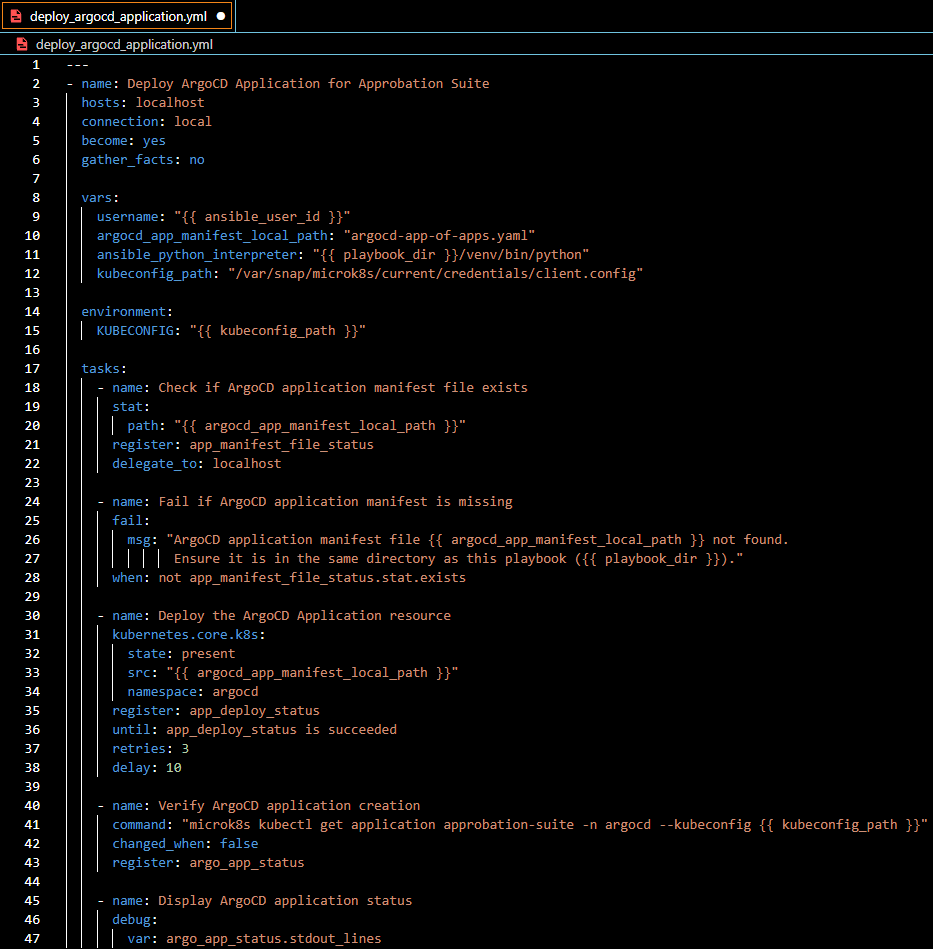 deploy_argocd_application.yml
deploy_argocd_application.yml
1 ---
2 - name: Deploy ArgoCD Application for Approbation Suite
3   hosts: localhost
4   connection: local
5   become: yes
6   gather_facts: no
7
8   vars:
9     username: "{{ ansible_user_id }}"
10     argocd_app_manifest_local_path: "argocd-app-of-apps.yaml"
11     ansible_python_interpreter: "{{ playbook_dir }}/venv/bin/python"
12     kubeconfig_path: "/var/snap/microk8s/current/credentials/client.config"
13
14   environment:
15     KUBECONFIG: "{{ kubeconfig_path }}"
16
17   tasks:
18     - name: Check if ArgoCD application manifest file exists
19       stat:
20         path: "{{ argocd_app_manifest_local_path }}"
21       register: app_manifest_file_status
22       delegate_to: localhost
23
24     - name: Fail if ArgoCD application manifest is missing
25       fail:
26         msg: "ArgoCD application manifest file {{ argocd_app_manifest_local_path }} not found.
27               Ensure it is in the same directory as this playbook ({{ playbook_dir }})."
28       when: not app_manifest_file_status.stat.exists
29
30     - name: Deploy the ArgoCD Application resource
31       kubernetes.core.k8s:
32         state: present
33         src: "{{ argocd_app_manifest_local_path }}"
34         namespace: argocd
35       register: app_deploy_status
36       until: app_deploy_status is succeeded
37       retries: 3
38       delay: 10
39
40     - name: Verify ArgoCD application creation
41       command: "microk8s kubectl get application approbation-suite -n argocd --kubeconfig {{ kubeconfig_path }}"
42       changed_when: false
43       register: argo_app_status
44
45     - name: Display ArgoCD application status
46       debug:
47         var: argo_app_status.stdout_lines